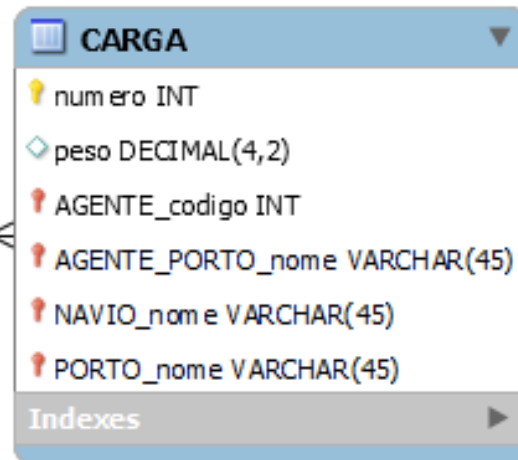 CARGA
numero INT
peso DECIMAL(4,2)
AGENTE_codigo INT
AGENTE_PORTO_nome VARCHAR(45)
NAVIO_nome VARCHAR(45)
PORTO_nome VARCHAR(45)
Indexes